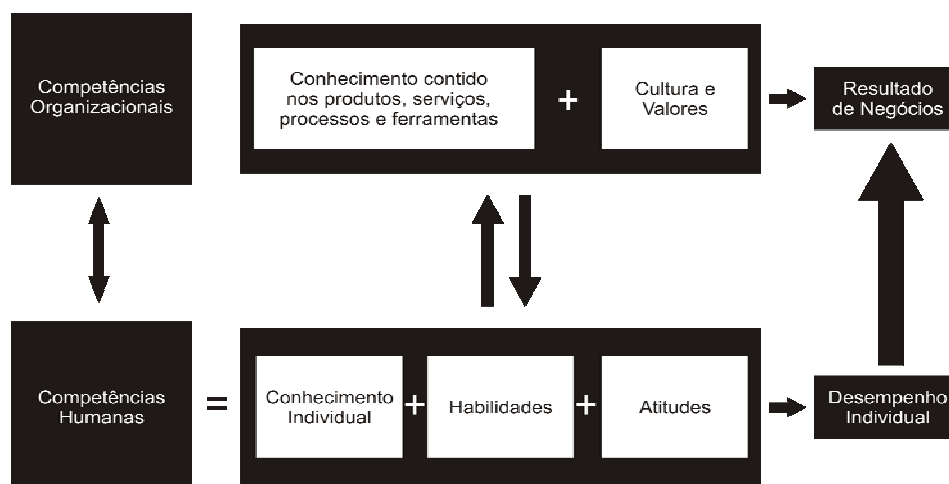 Competências
Organizacionais
Conhecimento contido
nos produtos, serviços,
processos e ferramentas
+
Cultura e
Valores
Resultado
de Negócios
Competências
Humanas
=
Conhecimento
Individual
+
Habilidades
+
Atitudes
Desempenho
Individual